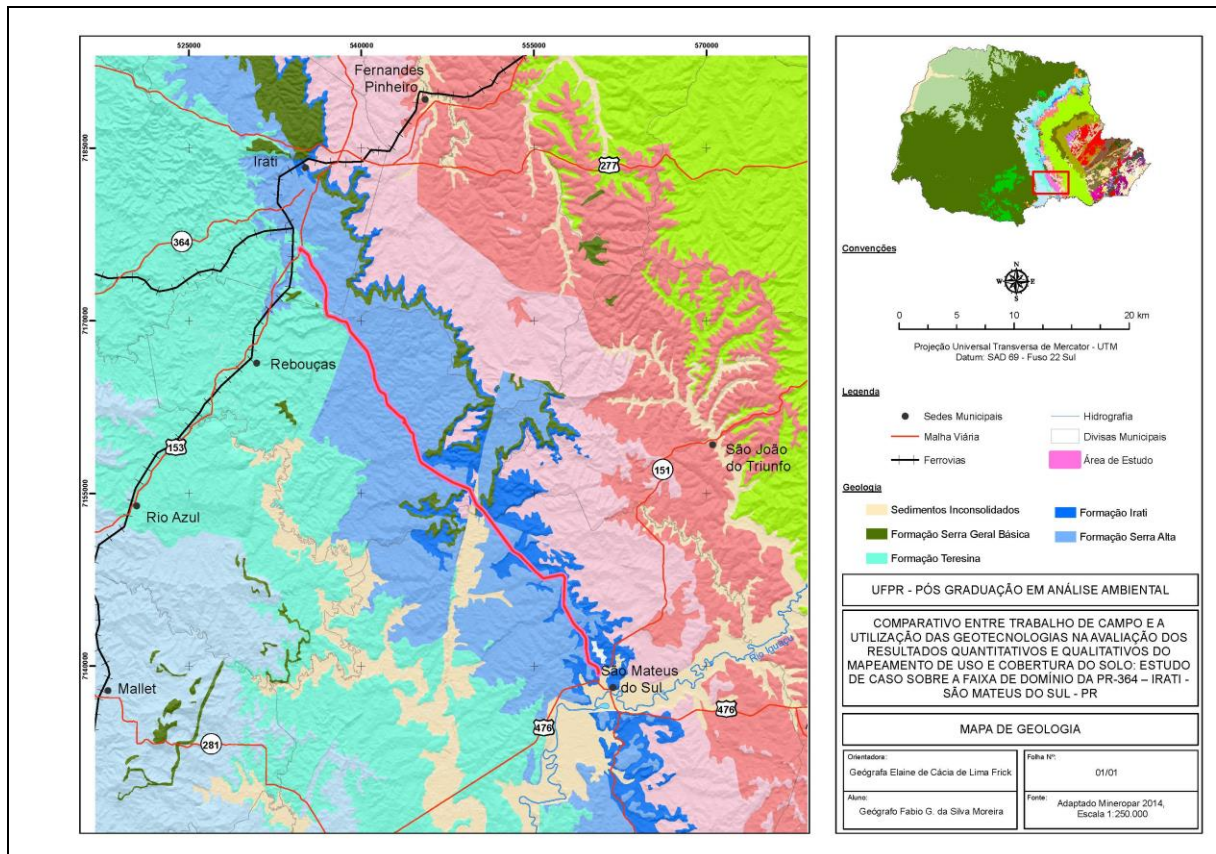 525000
540000
555000
570000
7185000
7170000
7155000
7140000
Fernandes
Pinheiro
Irati
277
364
Rebouças
153
São João
do Triunfo
151
Rio Azul
Rio Iguaçu
São Mateus
do Sul
Mallet
476
476
281
Convenções
N
W E
S
0 5 10 20 km
Projeção Universal Transversa de Mercator - UTM
Datum: SAD 69 - Fuso 22 Sul
Legenda
Sedes Municipais
Hidrografia
Malha Viária
Divisas Municipais
Ferrovias
Área de Estudo
Geologia
Sedimentos Inconsolidados
Formação Irati
Formação Serra Geral Básica
Formação Serra Alta
Formação Teresina
UFPR - PÓS GRADUAÇÃO EM ANÁLISE AMBIENTAL
COMPARATIVO ENTRE TRABALHO DE CAMPO E A
UTILIZAÇÃO DAS GEOTECNOLOGIAS NA AVALIAÇÃO DOS
RESULTADOS QUANTITATIVOS E QUALITATIVOS DO
MAPEAMENTO DE USO E COBERTURA DO SOLO: ESTUDO
DE CASO SOBRE A FAIXA DE DOMÍNIO DA PR-364 – IRATI -
SÃO MATEUS DO SUL - PR
MAPA DE GEOLOGIA
Orientadora:
Geógrafa Elaine de Cácia de Lima Frick
Folha Nº:
01/01
Aluno:
Geógrafo Fabio G. da Silva Moreira
Fonte:
Adaptado Mineropar 2014,
Escala 1:250.000